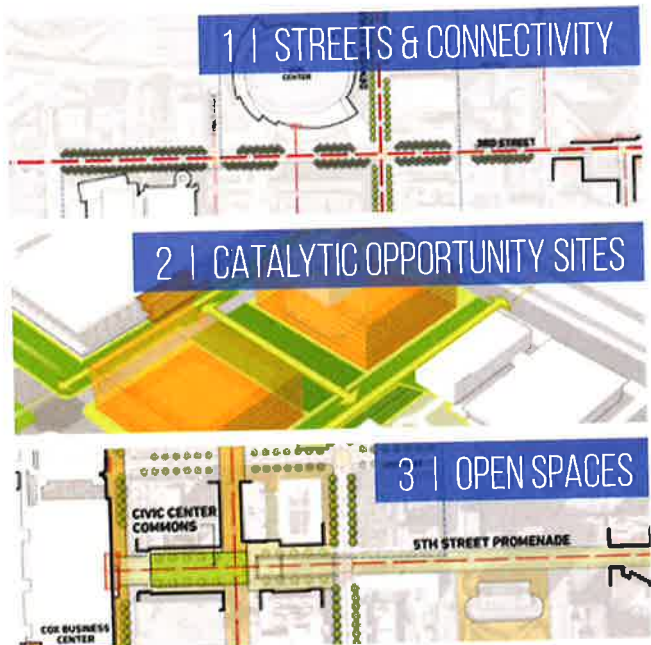 1 | STREETS & CONNECTIVITY
CENTER
3RD STREET
2 | CATALYTIC OPPORTUNITY SITES
3 | OPEN SPACES
CIVIC CENTER
COMMONS
5TH STREET PROMENADE
COX BUSINESS
CENTER